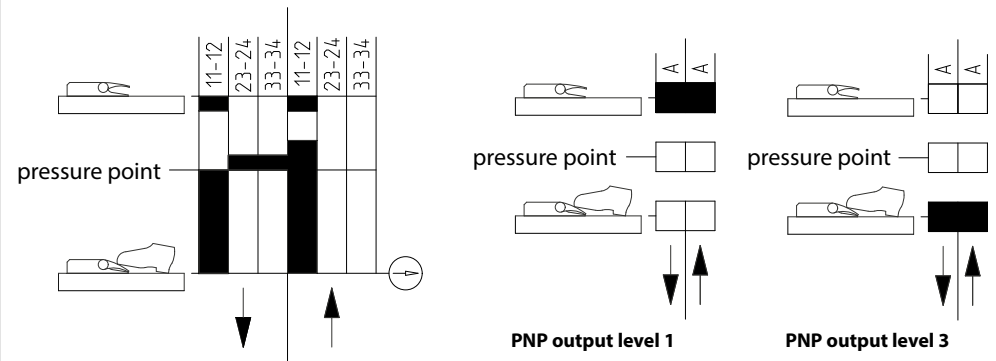 11-12
23-24
33-34
11-12
23-24
33-34
pressure point
A
A
pressure point
PNP output level 1
A
A
pressure point
PNP output level 3